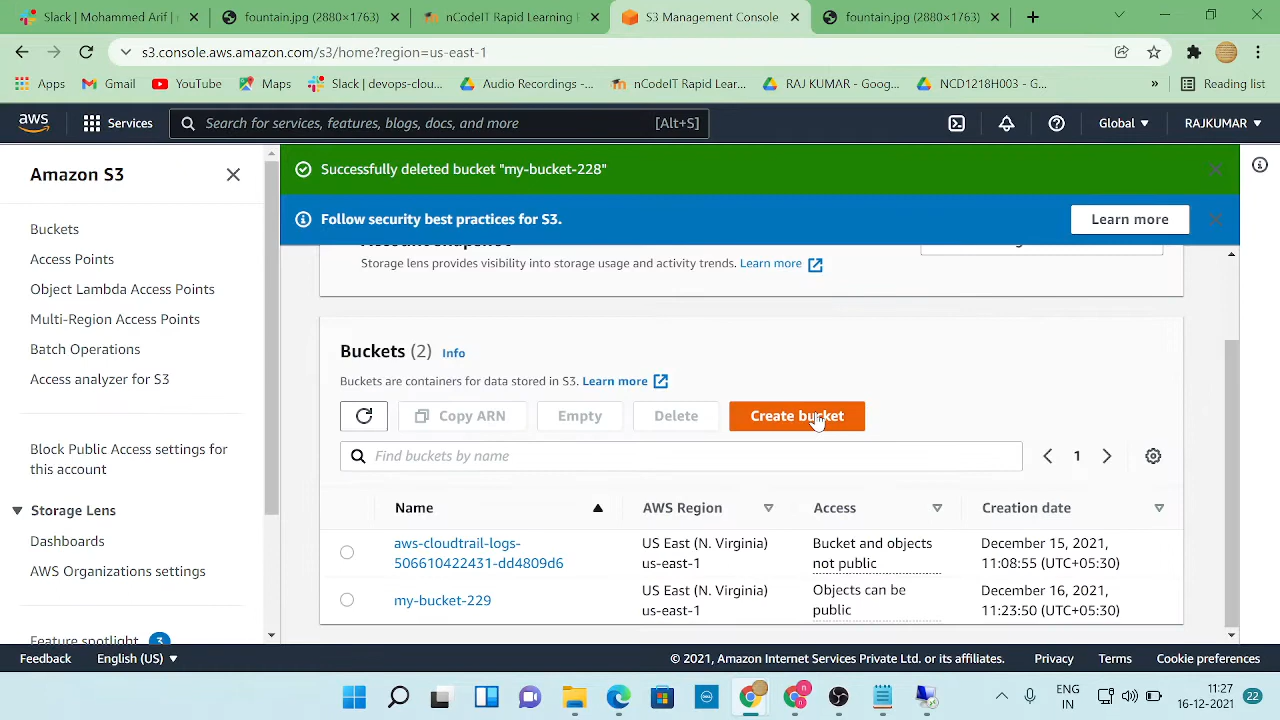 Slack | Mohammed Arif |
fountain.jpg (2880×1763)
nCodeIT Rapid Learning
S3 Management Console
fountain.jpg (2880×1763)
s3.console.aws.amazon.com/s3/home?region=us-east-1
Apps
Gmail
YouTube
Maps
Slack | devops-clou...
Audio Recordings -...
nCodeIT Rapid Lear...
RAJ KUMAR - Goog...
NCD1218H003 - G...
»
Reading list
aws
Services
Search for services, features, blogs, docs, and more
[Alt+S]
Global
RAJKUMAR
Amazon S3
Buckets
Access Points
Object Lambda Access Points
Multi-Region Access Points
Batch Operations
Access analyzer for S3
Block Public Access settings for
this account
Storage Lens
Dashboards
AWS Organizations settings
Feature spotlight 3
Successfully deleted bucket "my-bucket-228"
Follow security best practices for S3.
Learn more
Storage lens provides visibility into storage usage and activity trends. Learn more
Buckets (2) Info
Buckets are containers for data stored in S3. Learn more
Copy ARN
Empty
Delete
Create bucket
Find buckets by name
1
Name
AWS Region
Access
Creation date
aws-cloudtrail-logs-
506610422431-dd4809d6
US East (N. Virginia)
us-east-1
Bucket and objects
not public
December 15, 2021,
11:08:55 (UTC+05:30)
my-bucket-229
US East (N. Virginia)
us-east-1
Objects can be
public
December 16, 2021,
11:23:50 (UTC+05:30)
Feedback
English (US)
© 2021, Amazon Internet Services Private Ltd. or its affiliates.
Privacy
Terms
Cookie preferences
ENG
IN
11:27
16-12-2021
22